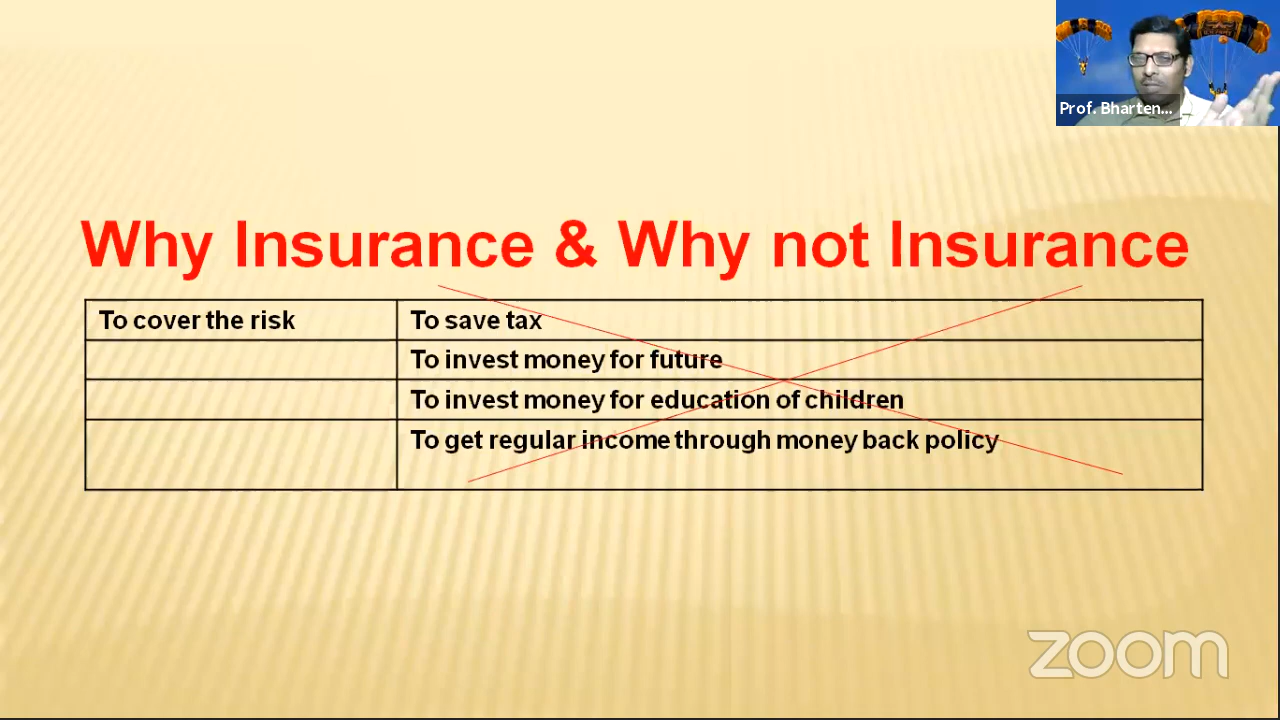 Prof. Bharten...
Why Insurance & Why not Insurance
To cover the risk
To save tax
To invest money for future
To invest money for education of children
To get regular income through money back policy
zoom